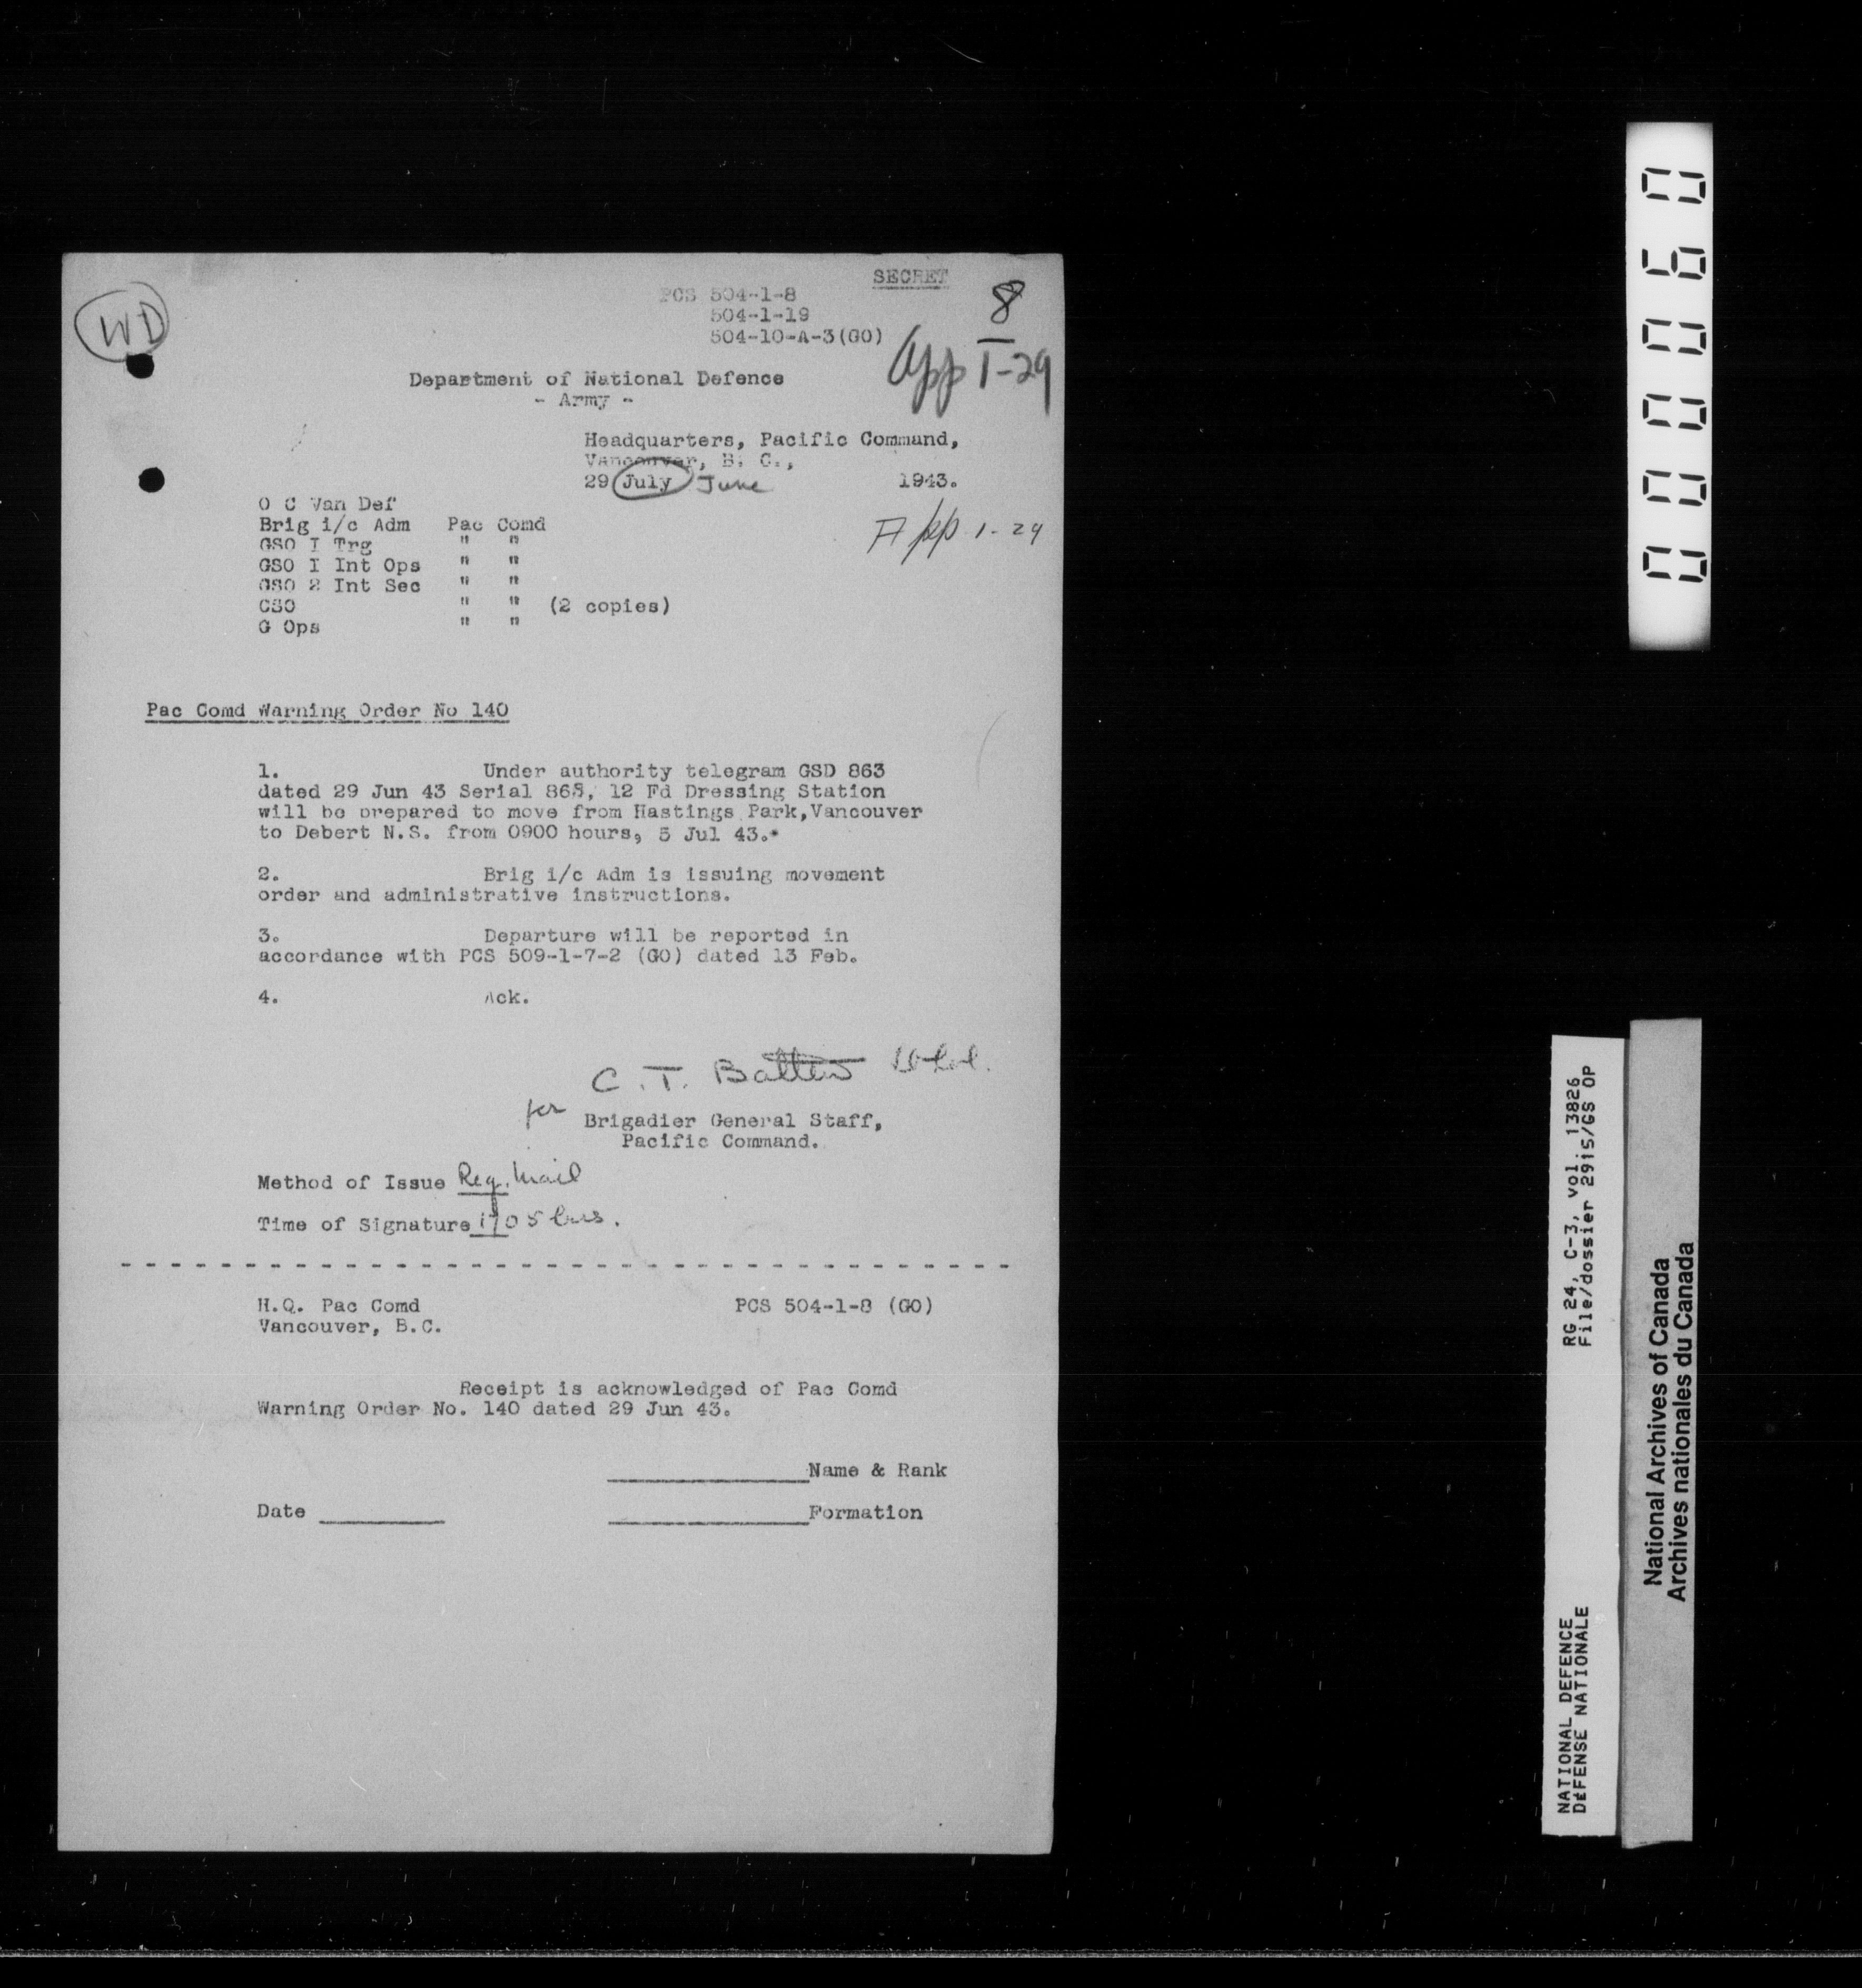 SECRET
PCS 504-1-8
504-1-19
504-10-A-3(GO)
8
WD
App I-29
Department of National Defence
- Army -
Headquarters, Pacific Command,
Vancouver, B. C.,
29 July June 1943.
App 1-29
O C Van Def
Brig i/c Adm Pac Comd
GSO I Trg " "
GSO I Int Ops " "
GSO 2 Int Sec " "
CSO " " (2 copies)
G Ops " "
Pac Comd Warning Order No 140
1. Under authority telegram GSD 863
dated 29 Jun 43 Serial 865, 12 Fd Dressing Station
will be prepared to move from Hastings Park,Vancouver
to Debert N.S. from 0900 hours, 5 Jul 43.
2. Brig i/c Adm is issuing movement
order and administrative instructions.
3. Departure will be reported in
accordance with PCS 509-1-7-2 (GO) dated 13 Feb.
4. Ack.
C. T. Batten
for Brigadier General Staff,
Pacific Command.
Method of Issue Reg. Mail
Time of Signature 1705 hrs.
H.Q. Pac Comd PCS 504-1-8 (GO)
Vancouver, B.C.
Receipt is acknowledged of Pac Comd
Warning Order No. 140 dated 29 Jun 43.
Name & Rank
Date Formation
000060
RG 24, C-3, vol. 13826
File/dossier 2915/GS OP
NATIONAL DEFENCE
DÉFENSE NATIONALE
National Archives of Canada
Archives nationales du Canada